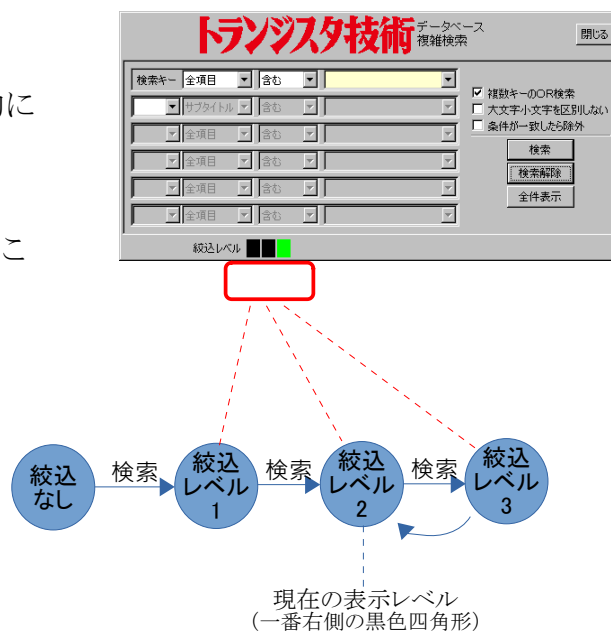 トランジスタ技術 データベース
複雑検索
閉じる
に
検索キー 全項目 含む
サブタイトル 含む
全項目 含む
全項目 含む
全項目 含む
全項目 含む
複数キーのOR検索
大文字小文字を区別しない
条件が一致したら除外
検索
検索解除
全件表示
こ
絞込レベル
絞込
なし
検索
絞込
レベル
1
検索
絞込
レベル
2
検索
絞込
レベル
3
現在の表示レベル
(一番右側の黒色四角形)